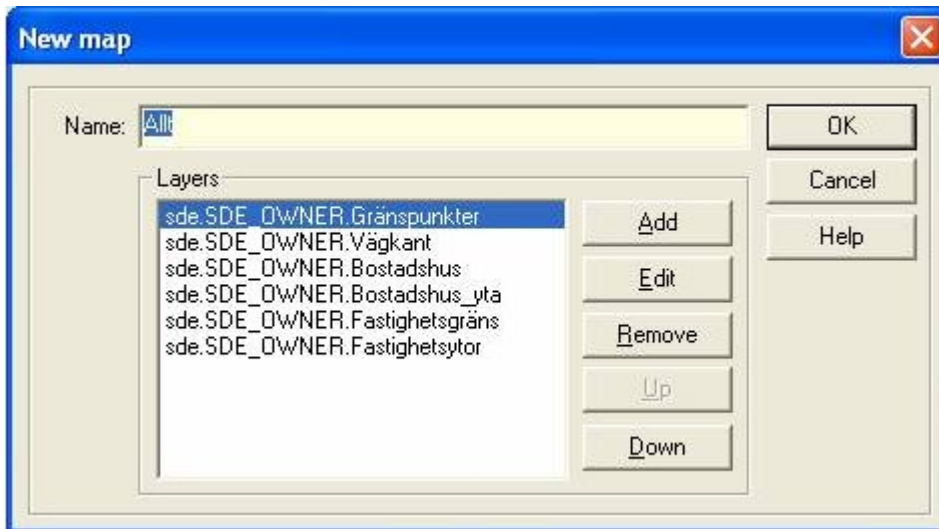 New map
Name: Allt
OK
Cancel
Help
Layers
sde.SDE_OWNER.Gränspunkter
sde.SDE_OWNER.Vägkant
sde.SDE_OWNER.Bostadshus
sde.SDE_OWNER.Bostadshus_yta
sde.SDE_OWNER.Fastighetsgräns
sde.SDE_OWNER.Fastighetsytor
Add
Edit
Remove
Up
Down